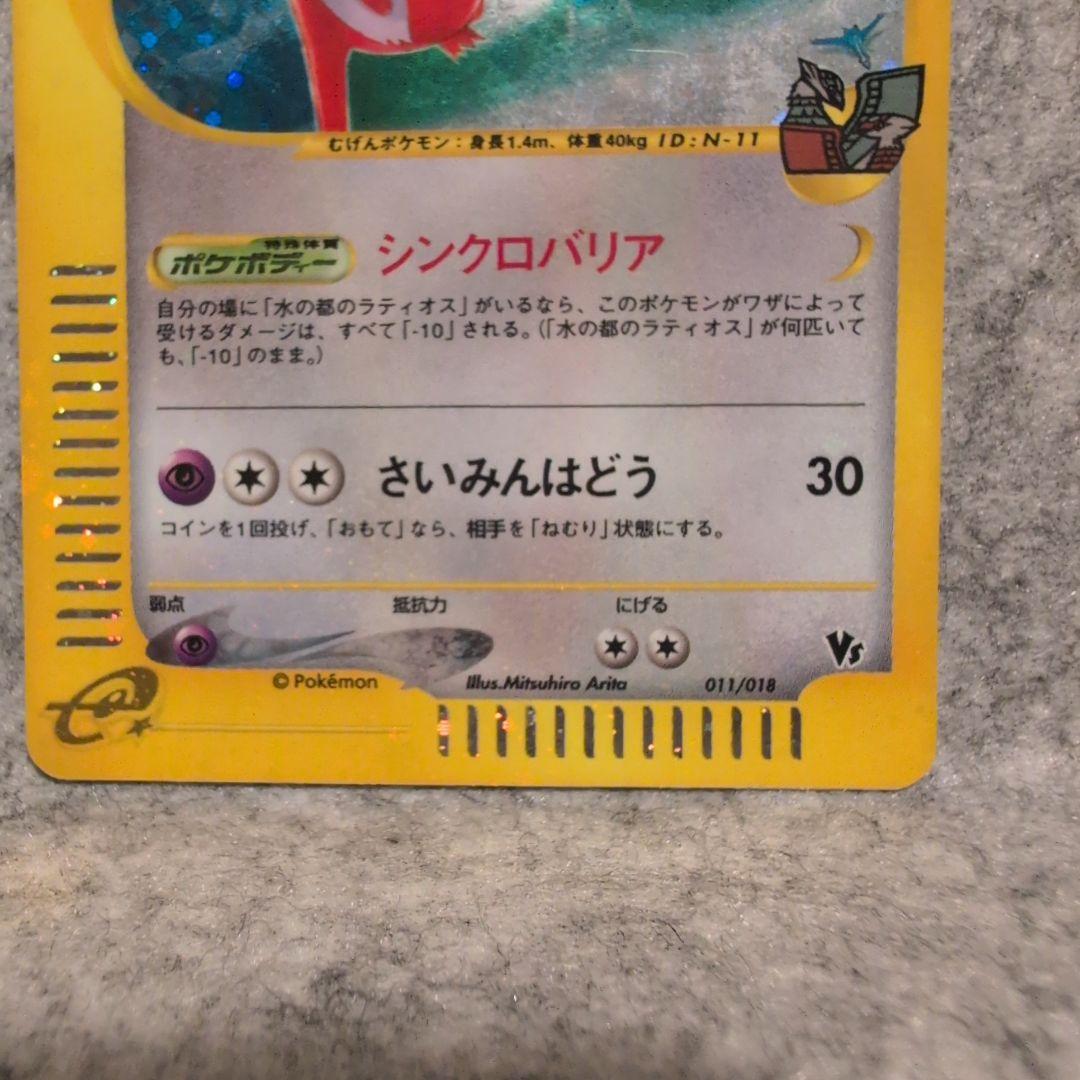 むげんポケモン：身長1.4m、体重40kg ID:N-11
特殊体質
ポケボディー シンクロバリア
自分の場に「水の都のラティオス」がいるなら、このポケモンがワザによって
受けるダメージは、すべて「-10」される。（「水の都のラティオス」が何匹いて
も、「-10」のまま。）
さいみんはどう 30
コインを1回投げ、「おもて」なら、相手を「ねむり」状態にする。
弱点 抵抗力 にげる
VS
© Pokémon Illus.Mitsuhiro Arita 011/018
e